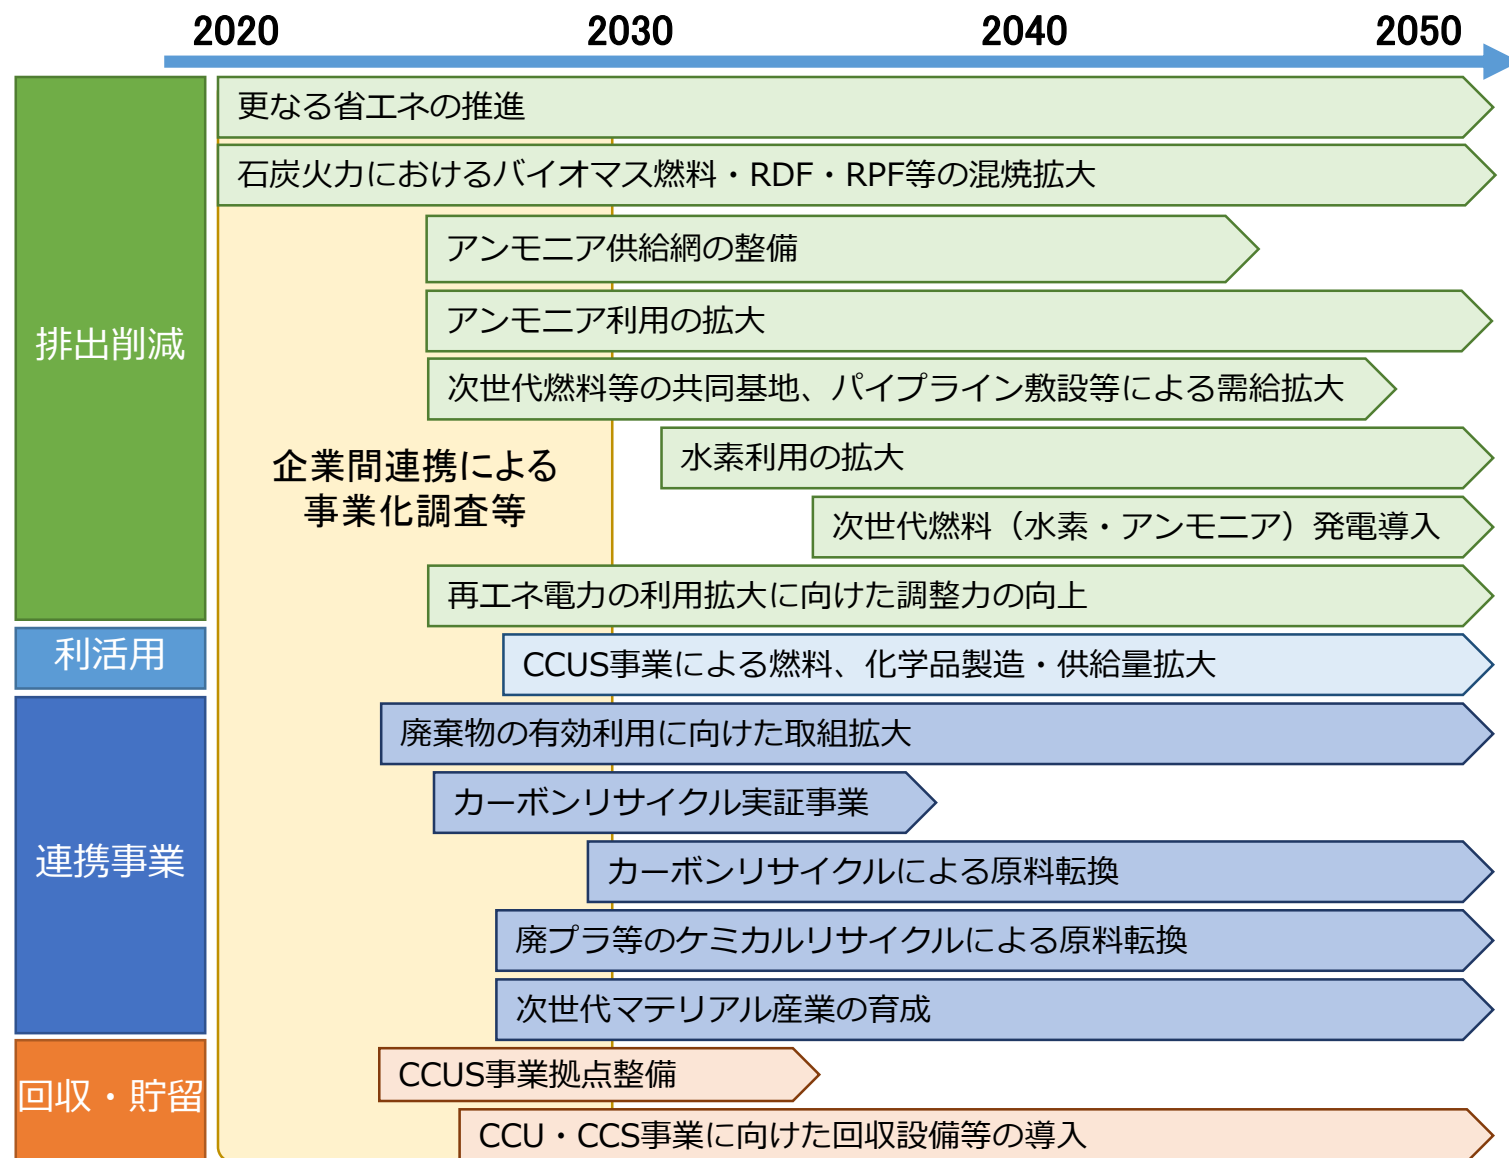 2020 2030 2040 2050
排出削減
更なる省エネの推進
石炭火力におけるバイオマス燃料・RDF・RPF等の混焼拡大
アンモニア供給網の整備
アンモニア利用の拡大
次世代燃料等の共同基地、パイプライン敷設等による需給拡大
企業間連携による
事業化調査等
水素利用の拡大
次世代燃料（水素・アンモニア）発電導入
再エネ電力の利用拡大に向けた調整力の向上
利活用
CCUS事業による燃料、化学品製造・供給量拡大
連携事業
廃棄物の有効利用に向けた取組拡大
カーボンリサイクル実証事業
カーボンリサイクルによる原料転換
廃プラ等のケミカルリサイクルによる原料転換
次世代マテリアル産業の育成
回収・貯留
CCUS事業拠点整備
CCU・CCS事業に向けた回収設備等の導入